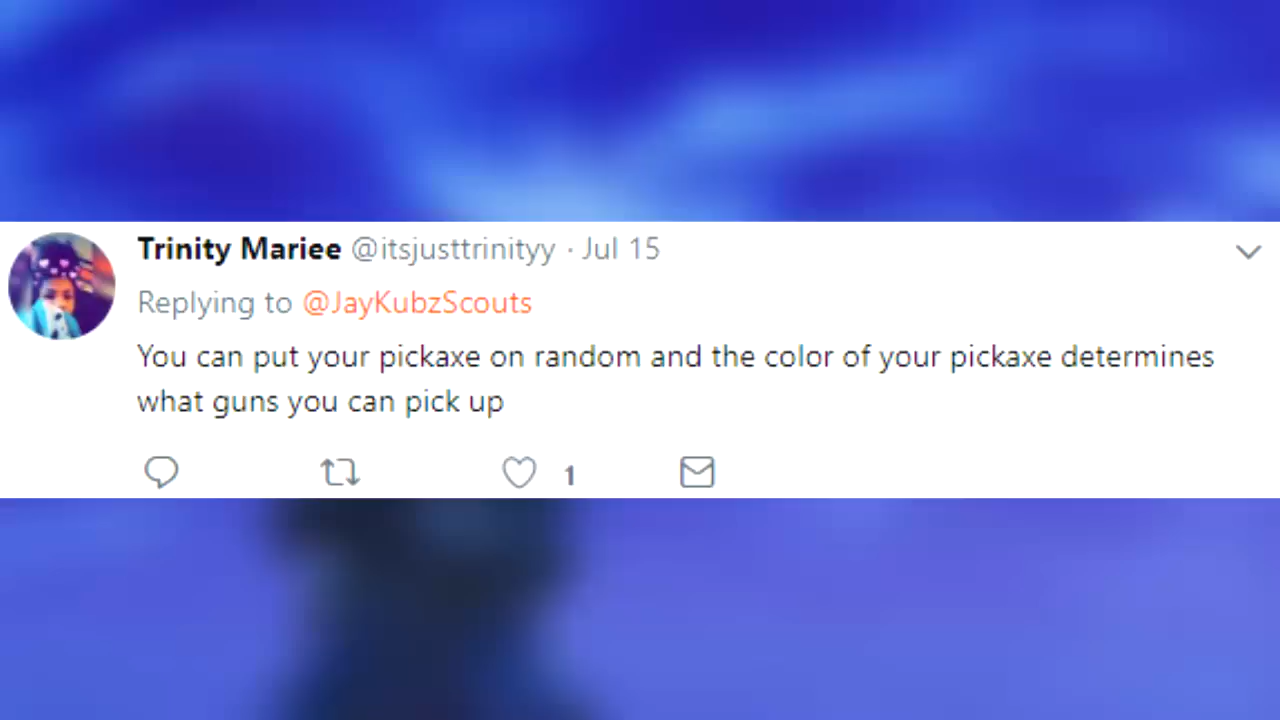 Trinity Mariee @itsjusttrinityy · Jul 15
Replying to @JayKubzScouts
You can put your pickaxe on random and the color of your pickaxe determines
what guns you can pick up
1